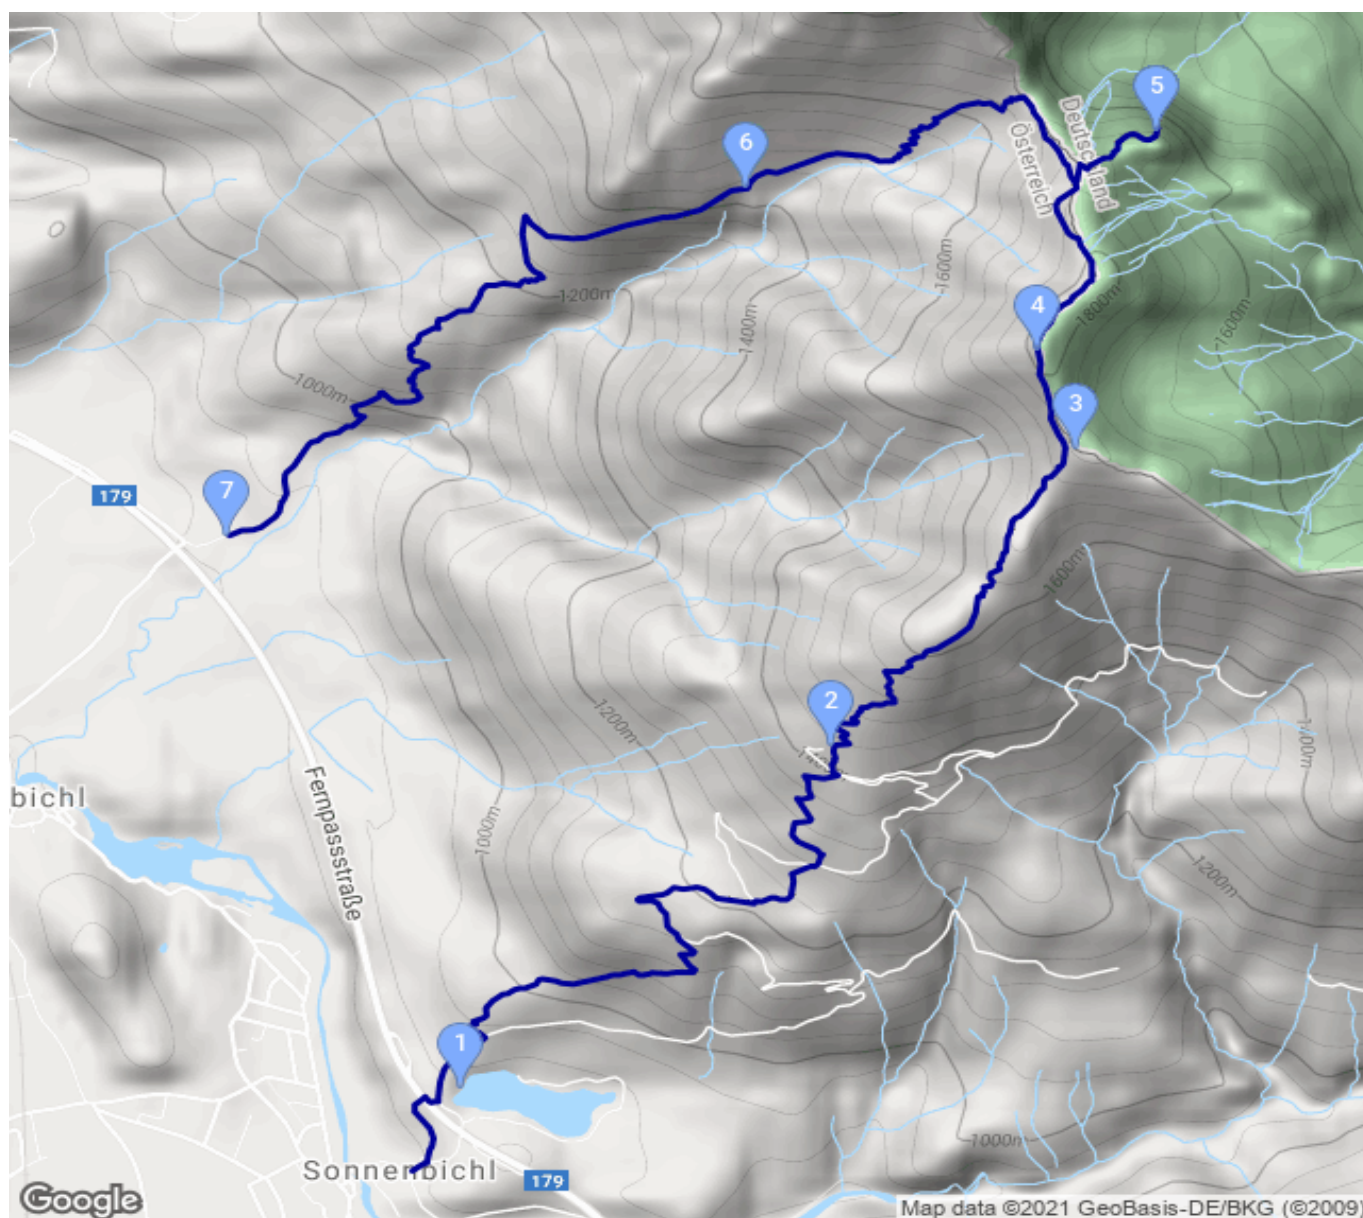 5
Deutschland
6
Österreich
1600m
4
1200m
1800m
1600m
1400m
1000m
3
179
7
1600m
2
1200m
1400m
bichl
Fernpassstraße
1000m
1200m
1
1000m
Sonnenbichl
179
Google
Map data ©2021 GeoBasis-DE/BKG (©2009)